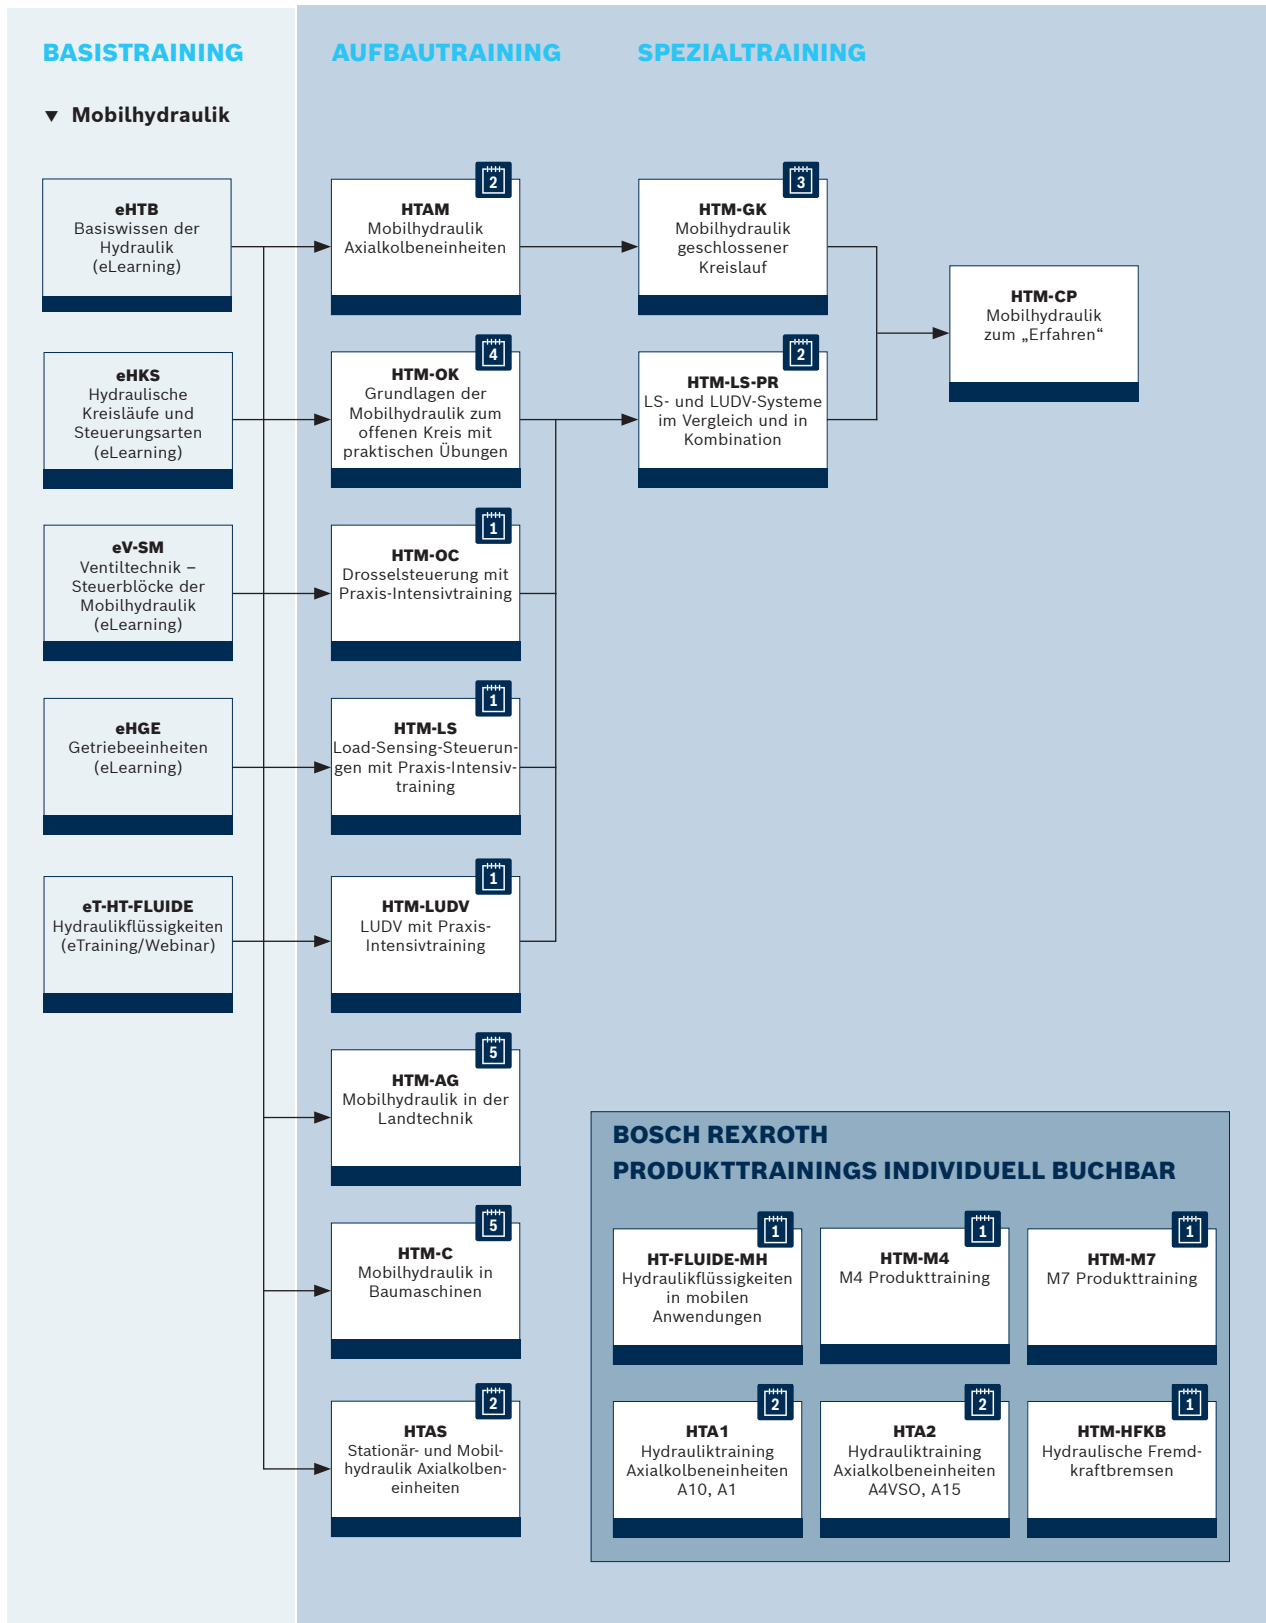 BASISTRAINING
AUFBAUTRAINING
SPEZIALTRAINING
▼ Mobilhydraulik
eHTB
Basiswissen der
Hydraulik
(eLearning)
2
HTAM
Mobilhydraulik
Axialkolbeneinheiten
3
HTM-GK
Mobilhydraulik
geschlossener
Kreislauf
HTM-CP
Mobilhydraulik
zum „Erfahren“
eHKS
Hydraulische
Kreisläufe und
Steuerungsarten
(eLearning)
4
HTM-OK
Grundlagen der
Mobilhydraulik zum
offenen Kreis mit
praktischen Übungen
2
HTM-LS-PR
LS- und LUDV-Systeme
im Vergleich und in
Kombination
eV-SM
Ventiltechnik –
Steuerblöcke der
Mobilhydraulik
(eLearning)
1
HTM-OC
Drosselsteuerung mit
Praxis-Intensivtraining
eHGE
Getriebeeinheiten
(eLearning)
1
HTM-LS
Load-Sensing-Steuerun-
gen mit Praxis-Intensiv-
training
eT-HT-FLUIDE
Hydraulikflüssigkeiten
(eTraining/Webinar)
1
HTM-LUDV
LUDV mit Praxis-
Intensivtraining
5
HTM-AG
Mobilhydraulik in der
Landtechnik
5
HTM-C
Mobilhydraulik in
Baumaschinen
2
HTAS
Stationär- und Mobil-
hydraulik Axialkolben-
einheiten
BOSCH REXROTH
PRODUKTTRAININGS INDIVIDUELL BUCHBAR
1
HT-FLUIDE-MH
Hydraulikflüssigkeiten
in mobilen
Anwendungen
1
HTM-M4
M4 Produkttraining
1
HTM-M7
M7 Produkttraining
2
HTA1
Hydrauliktraining
Axialkolbeneinheiten
A10, A1
2
HTA2
Hydrauliktraining
Axialkolbeneinheiten
A4VSO, A15
1
HTM-HFKB
Hydraulische Fremd-
kraftbremsen